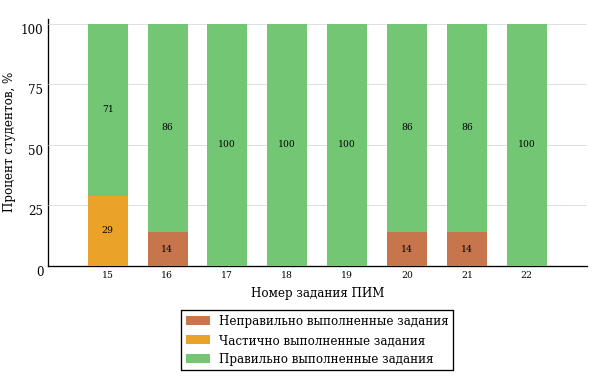 100
75
50
25
0
Процент студентов, %
71
86
100
100
100
86
86
100
29
14
14
14
15 16 17 18 19 20 21 22
Номер задания ПИМ
Неправильно выполненные задания
Частично выполненные задания
Правильно выполненные задания